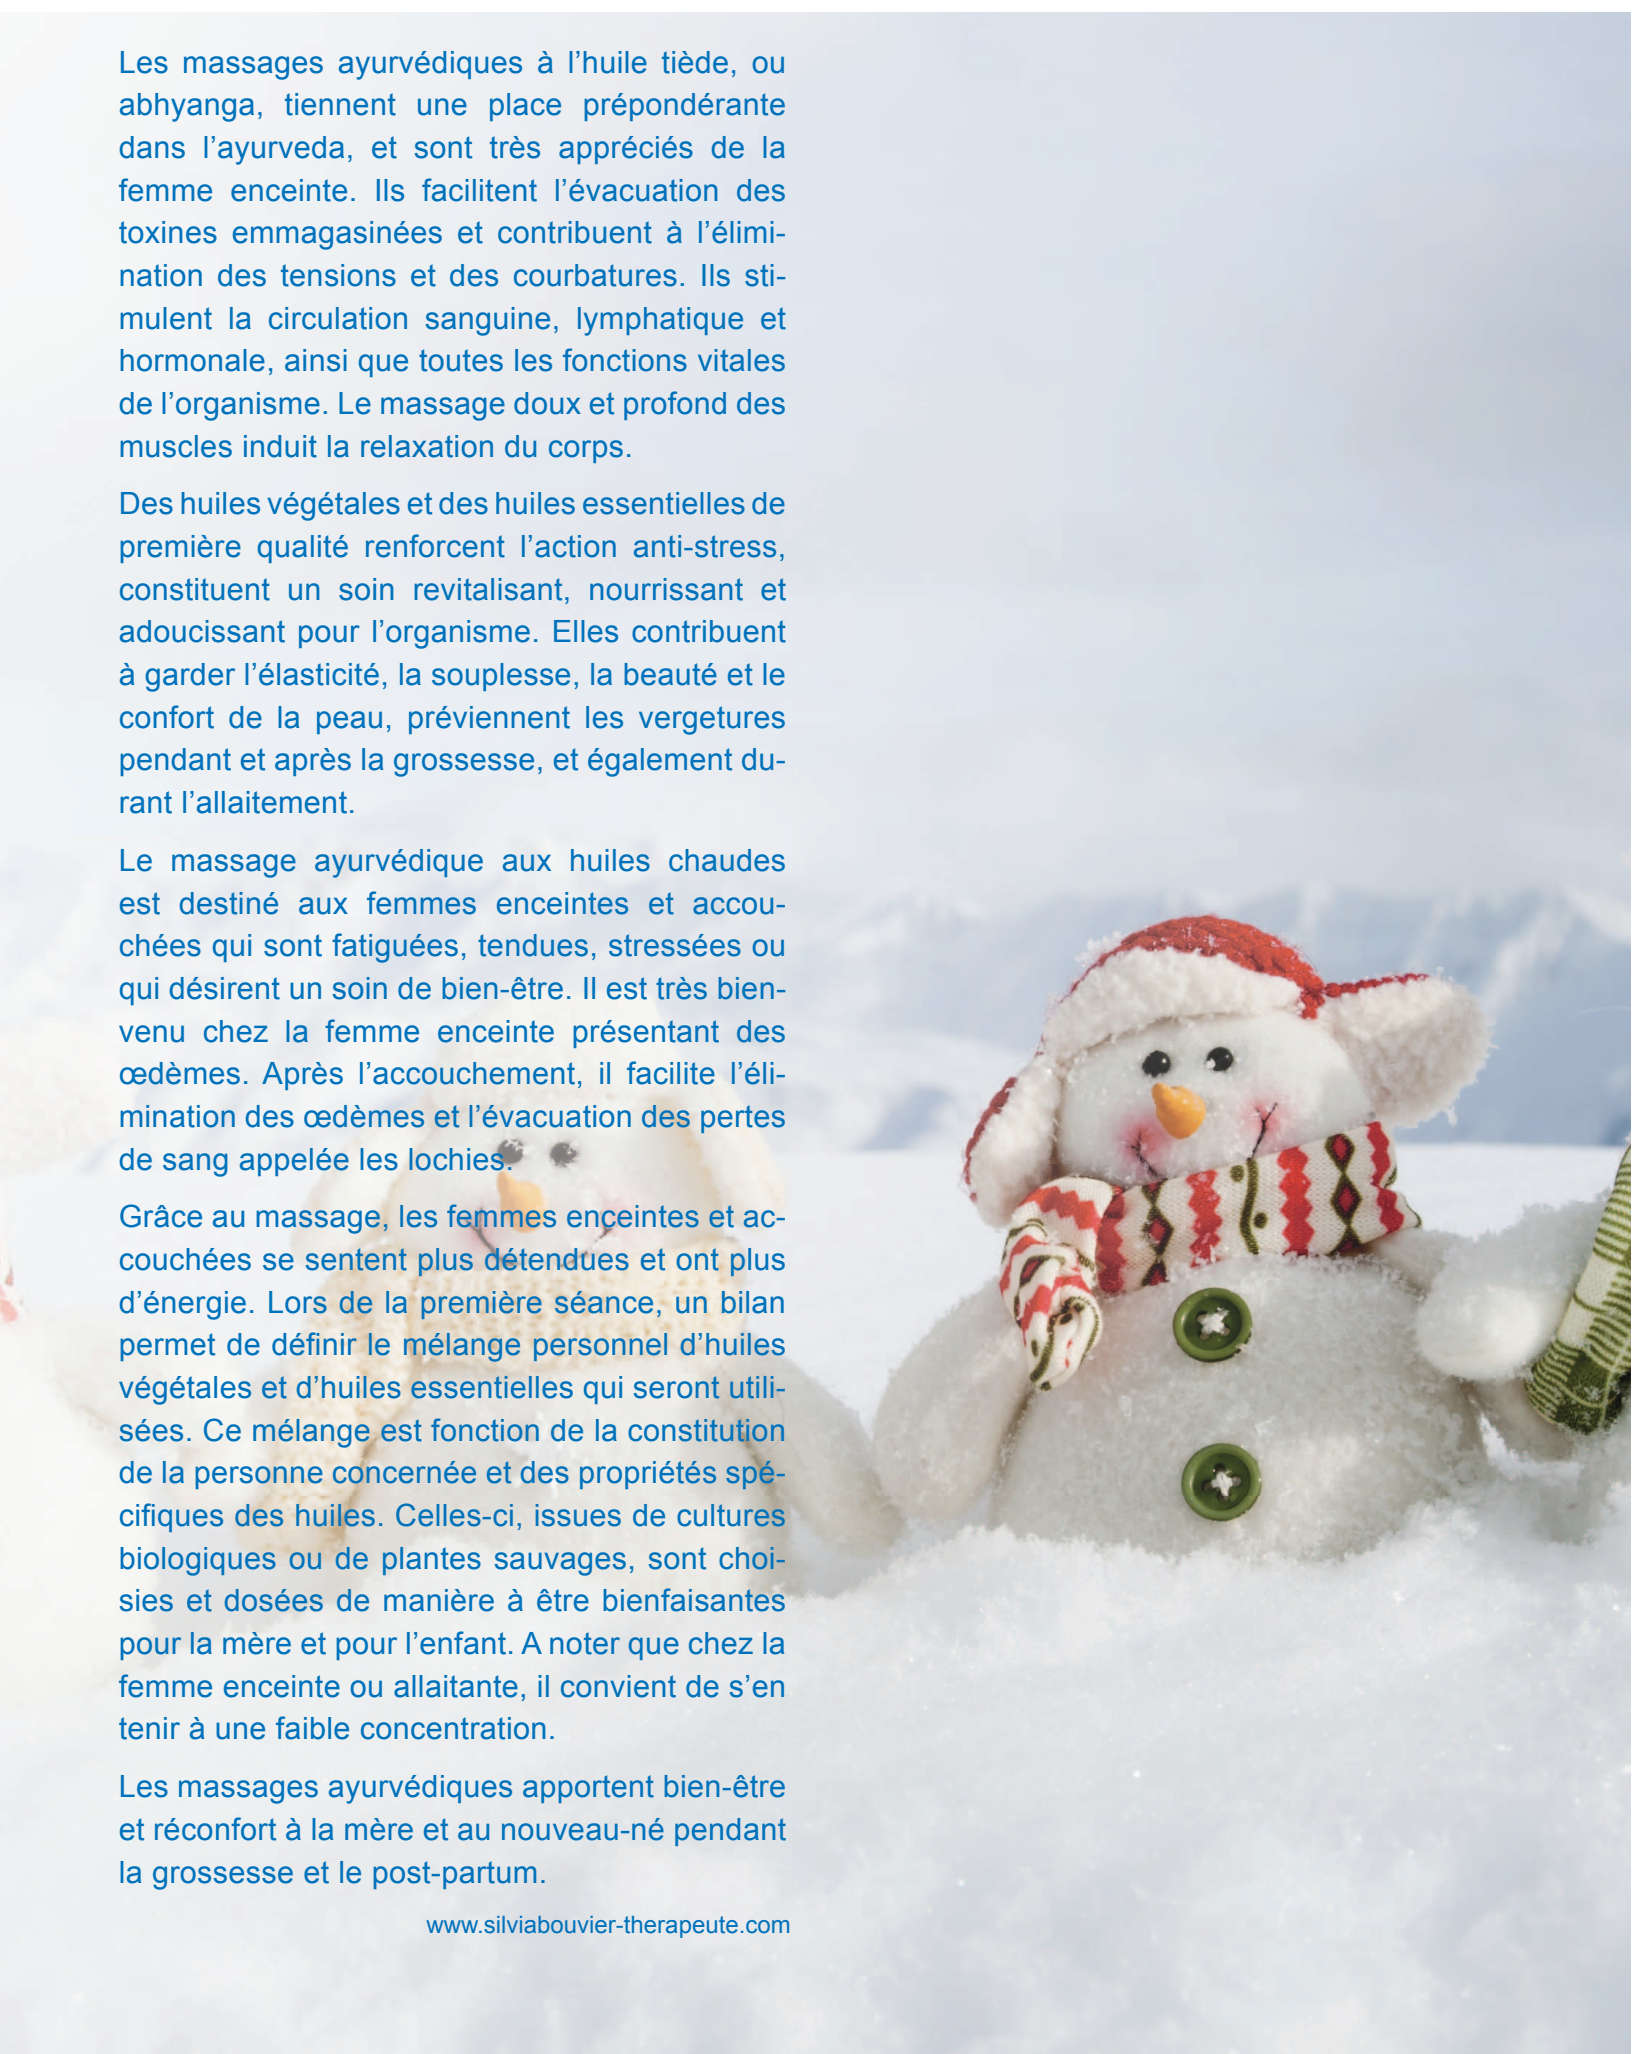 Les massages ayurvédiques à l’huile tiède, ou
abhyanga, tiennent une place prépondérante
dans l’ayurveda, et sont très appréciés de la
femme enceinte. Ils facilitent l’évacuation des
toxines emmagasinées et contribuent à l’élimi-
nation des tensions et des courbatures. Ils sti-
mulent la circulation sanguine, lymphatique et
hormonale, ainsi que toutes les fonctions vitales
de l’organisme. Le massage doux et profond des
muscles induit la relaxation du corps.
Des huiles végétales et des huiles essentielles de
première qualité renforcent l’action anti-stress,
constituent un soin revitalisant, nourrissant et
adoucissant pour l’organisme. Elles contribuent
à garder l’élasticité, la souplesse, la beauté et le
confort de la peau, préviennent les vergetures
pendant et après la grossesse, et également du-
rant l’allaitement.
Le massage ayurvédique aux huiles chaudes
est destiné aux femmes enceintes et accou-
chées qui sont fatiguées, tendues, stressées ou
qui désirent un soin de bien-être. Il est très bien-
venu chez la femme enceinte présentant des
œdèmes. Après l’accouchement, il facilite l’éli-
mination des œdèmes et l’évacuation des pertes
de sang appelée les lochies.
Grâce au massage, les femmes enceintes et ac-
couchées se sentent plus détendues et ont plus
d’énergie. Lors de la première séance, un bilan
permet de définir le mélange personnel d’huiles
végétales et d’huiles essentielles qui seront utili-
sées. Ce mélange est fonction de la constitution
de la personne concernée et des propriétés spé-
cifiques des huiles. Celles-ci, issues de cultures
biologiques ou de plantes sauvages, sont choi-
sies et dosées de manière à être bienfaisantes
pour la mère et pour l’enfant. A noter que chez la
femme enceinte ou allaitante, il convient de s’en
tenir à une faible concentration.
Les massages ayurvédiques apportent bien-être
et réconfort à la mère et au nouveau-né pendant
la grossesse et le post-partum.
www.silviabouvier-therapeute.com